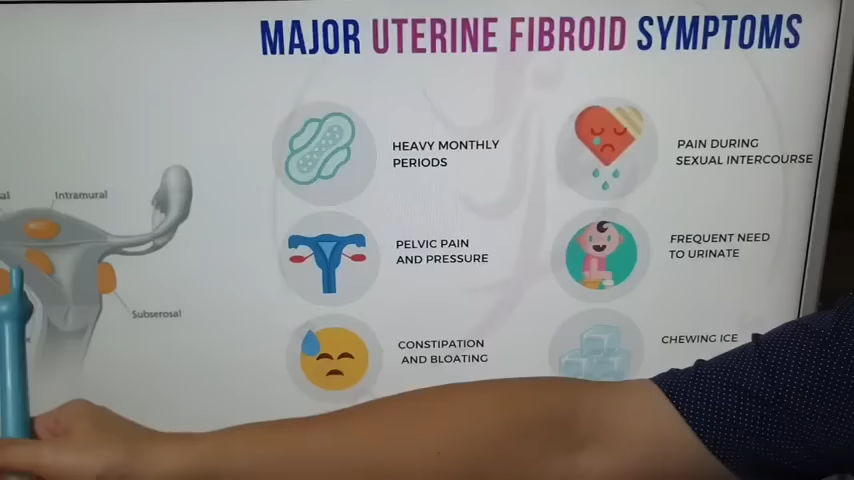 MAJOR UTERINE FIBROID SYMPTOMS
Intramural
Subserosal
HEAVY MONTHLY
PERIODS
PAIN DURING
SEXUAL INTERCOURSE
PELVIC PAIN
AND PRESSURE
FREQUENT NEED
TO URINATE
CONSTIPATION
AND BLOATING
CHEWING ICE